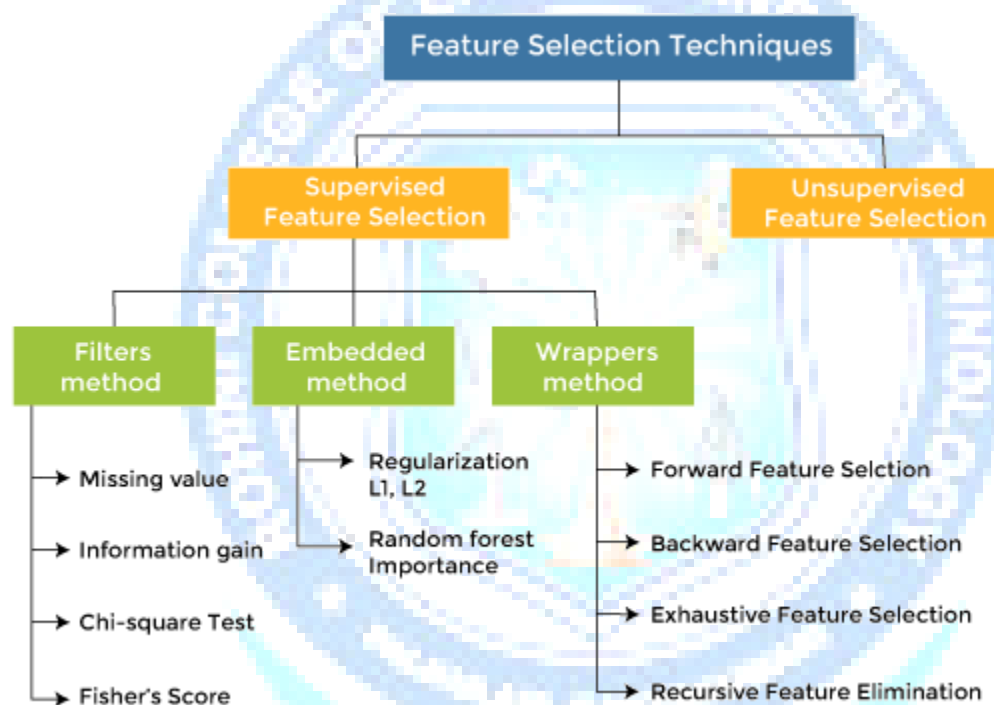 Feature Selection Techniques
Supervised
Feature Selection
Unsupervised
Feature Selection
Filters
method
Embedded
method
Wrappers
method
Missing value
Information gain
Chi-square Test
Fisher's Score
Regularization
L1, L2
Random forest
Importance
Forward Feature Selction
Backward Feature Selection
Exhaustive Feature Selection
Recursive Feature Elimination